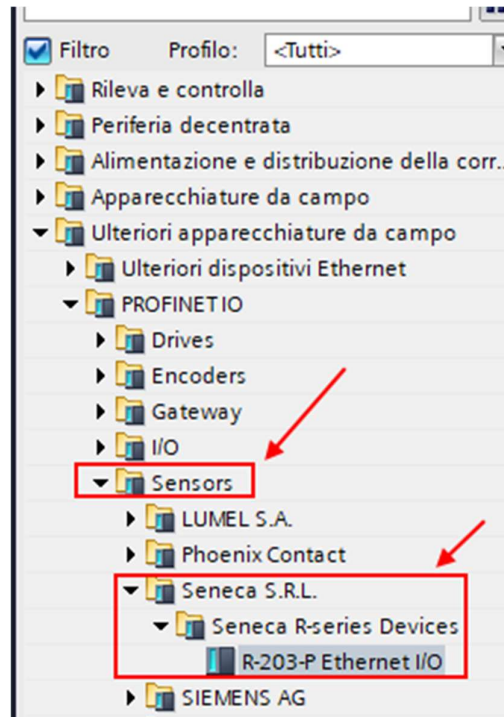 Filtro Profilo: <Tutti>
Rileva e controlla
Periferia decentrata
Alimentazione e distribuzione della corr..
Apparecchiature da campo
Ulteriori apparecchiature da campo
Ulteriori dispositivi Ethernet
PROFINET IO
Drives
Encoders
Gateway
I/O
Sensors
LUMEL S.A.
Phoenix Contact
Seneca S.R.L.
Seneca R-series Devices
R-203-P Ethernet I/O
SIEMENS AG